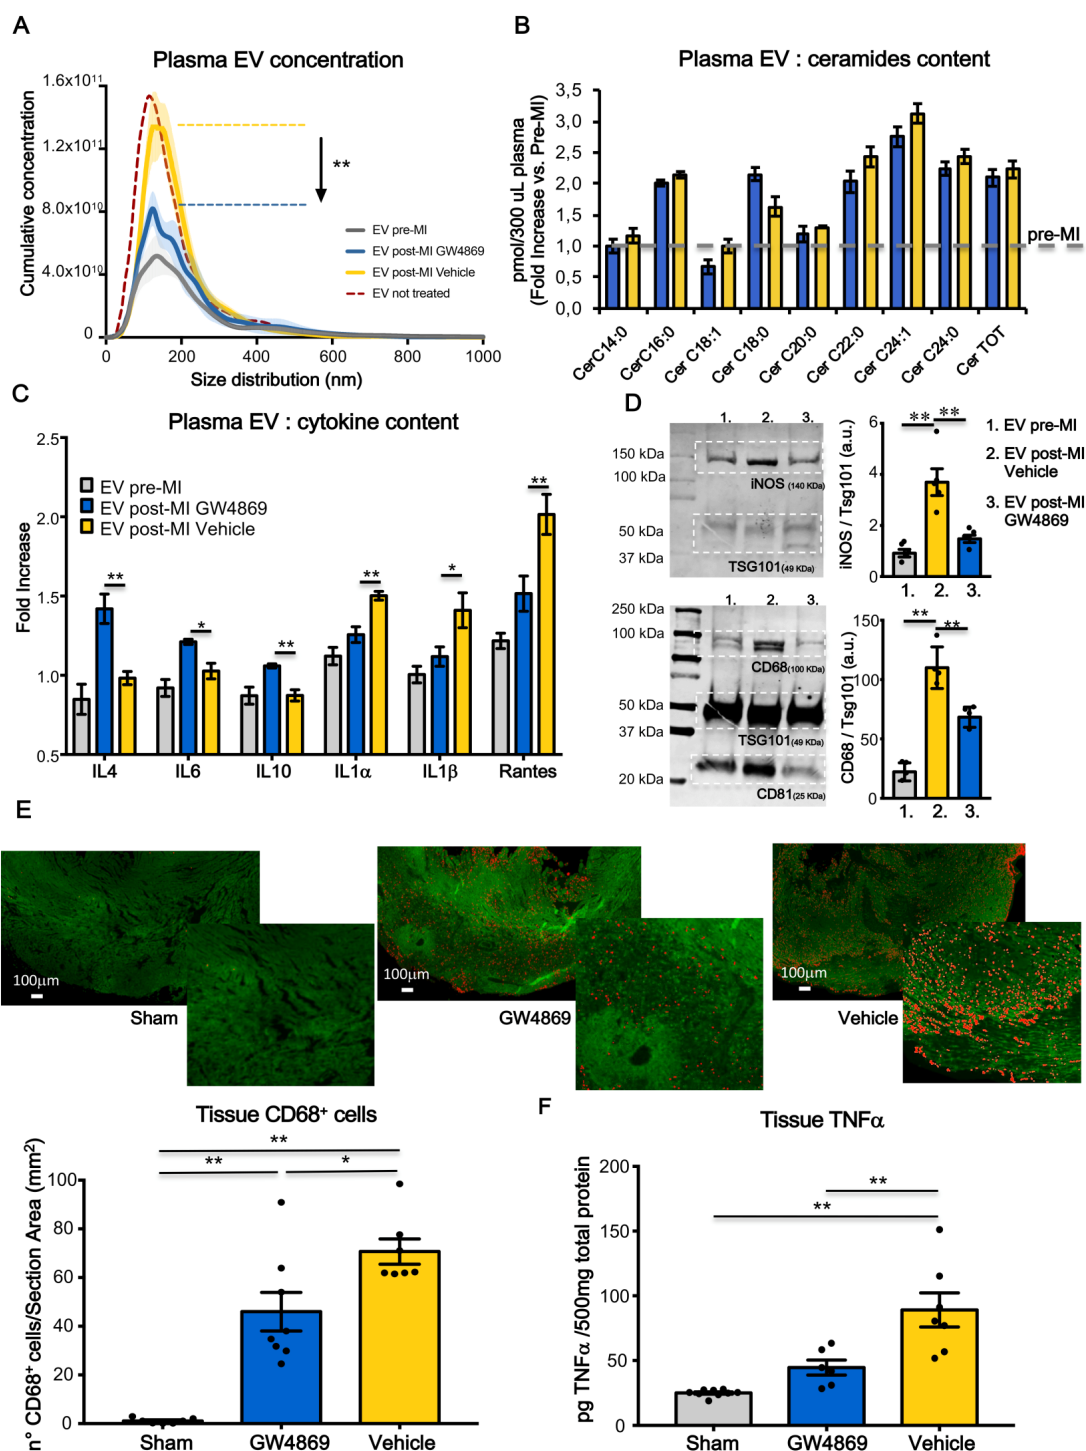 A
Plasma EV concentration
Cumulative concentration
1.6x10¹¹
1.2x10¹¹
8.0x10¹⁰
4.0x10¹⁰
0
**
EV pre-MI
EV post-MI GW4869
EV post-MI Vehicle
EV not treated
0 200 400 600 800 1000
Size distribution (nm)
B
Plasma EV : ceramides content
pmol/300 uL plasma
(Fold Increase vs. Pre-MI)
3,5
3,0
2,5
2,0
1,5
1,0
0,5
0,0
pre-MI
CerC14:0 CerC16:0 Cer C18:1 Cer C18:0 Cer C20:0 Cer C22:0 Cer C24:1 Cer C24:0 Cer TOT
C
Plasma EV : cytokine content
Fold Increase
2.5
2.0
1.5
1.0
0.5
EV pre-MI
EV post-MI GW4869
EV post-MI Vehicle
** * ** ** * **
IL4 IL6 IL10 IL1α IL1β Rantes
D
1. 2. 3.
150 kDa
100 kDa
50 kDa
37 kDa
iNOS (140 KDa)
TSG101 (49 KDa)
iNOS / Tsg101 (a.u.)
6
4
2
0
** **
1. 2. 3.
1. EV pre-MI
2. EV post-MI
Vehicle
3. EV post-MI
GW4869
1. 2. 3.
250 kDa
100 kDa
50 kDa
37 kDa
20 kDa
CD68 (100 KDa)
TSG101 (49 KDa)
CD81 (25 KDa)
CD68 / Tsg101 (a.u.)
150
100
50
0
** **
1. 2. 3.
E
100μm
Sham
100μm
GW4869
100μm
Vehicle
Tissue CD68⁺ cells
n° CD68⁺ cells/Section Area (mm²)
100
80
60
40
20
0
**
** *
Sham GW4869 Vehicle
F
Tissue TNFα
pg TNFα /500mg total protein
200
150
100
50
0
**
**
Sham GW4869 Vehicle